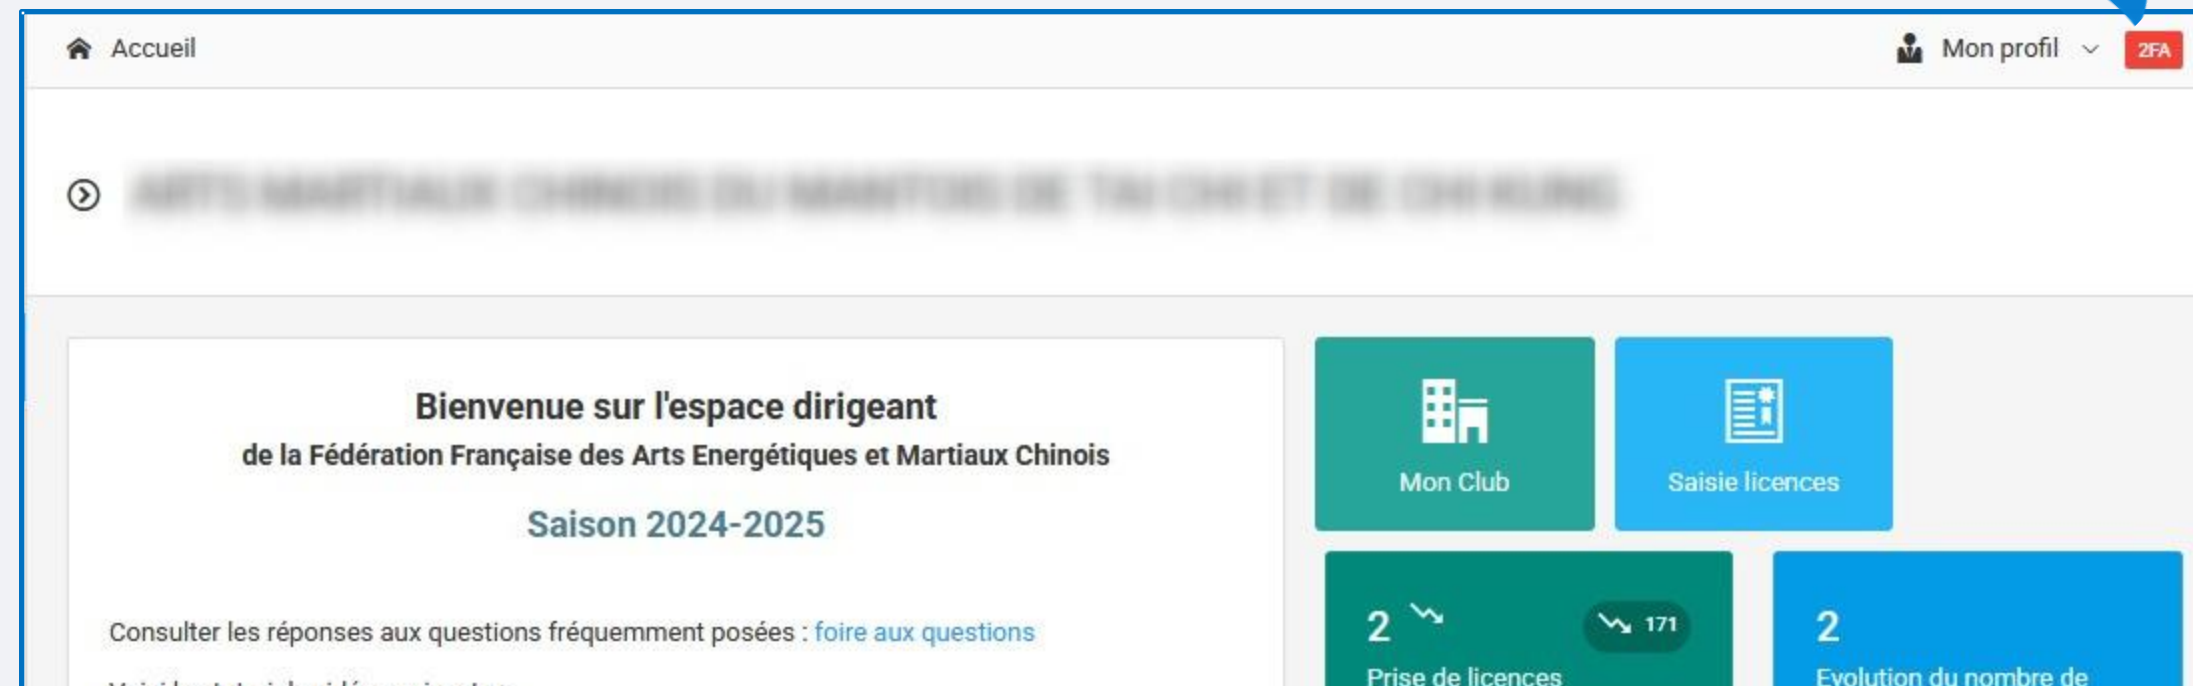 Accueil
Mon profil
2FA
Bienvenue sur l'espace dirigeant
de la Fédération Française des Arts Energétiques et Martiaux Chinois
Saison 2024-2025
Consulter les réponses aux questions fréquemment posées : foire aux questions
Mon Club
Saisie licences
2
171
Prise de licences
2
Evolution du nombre de